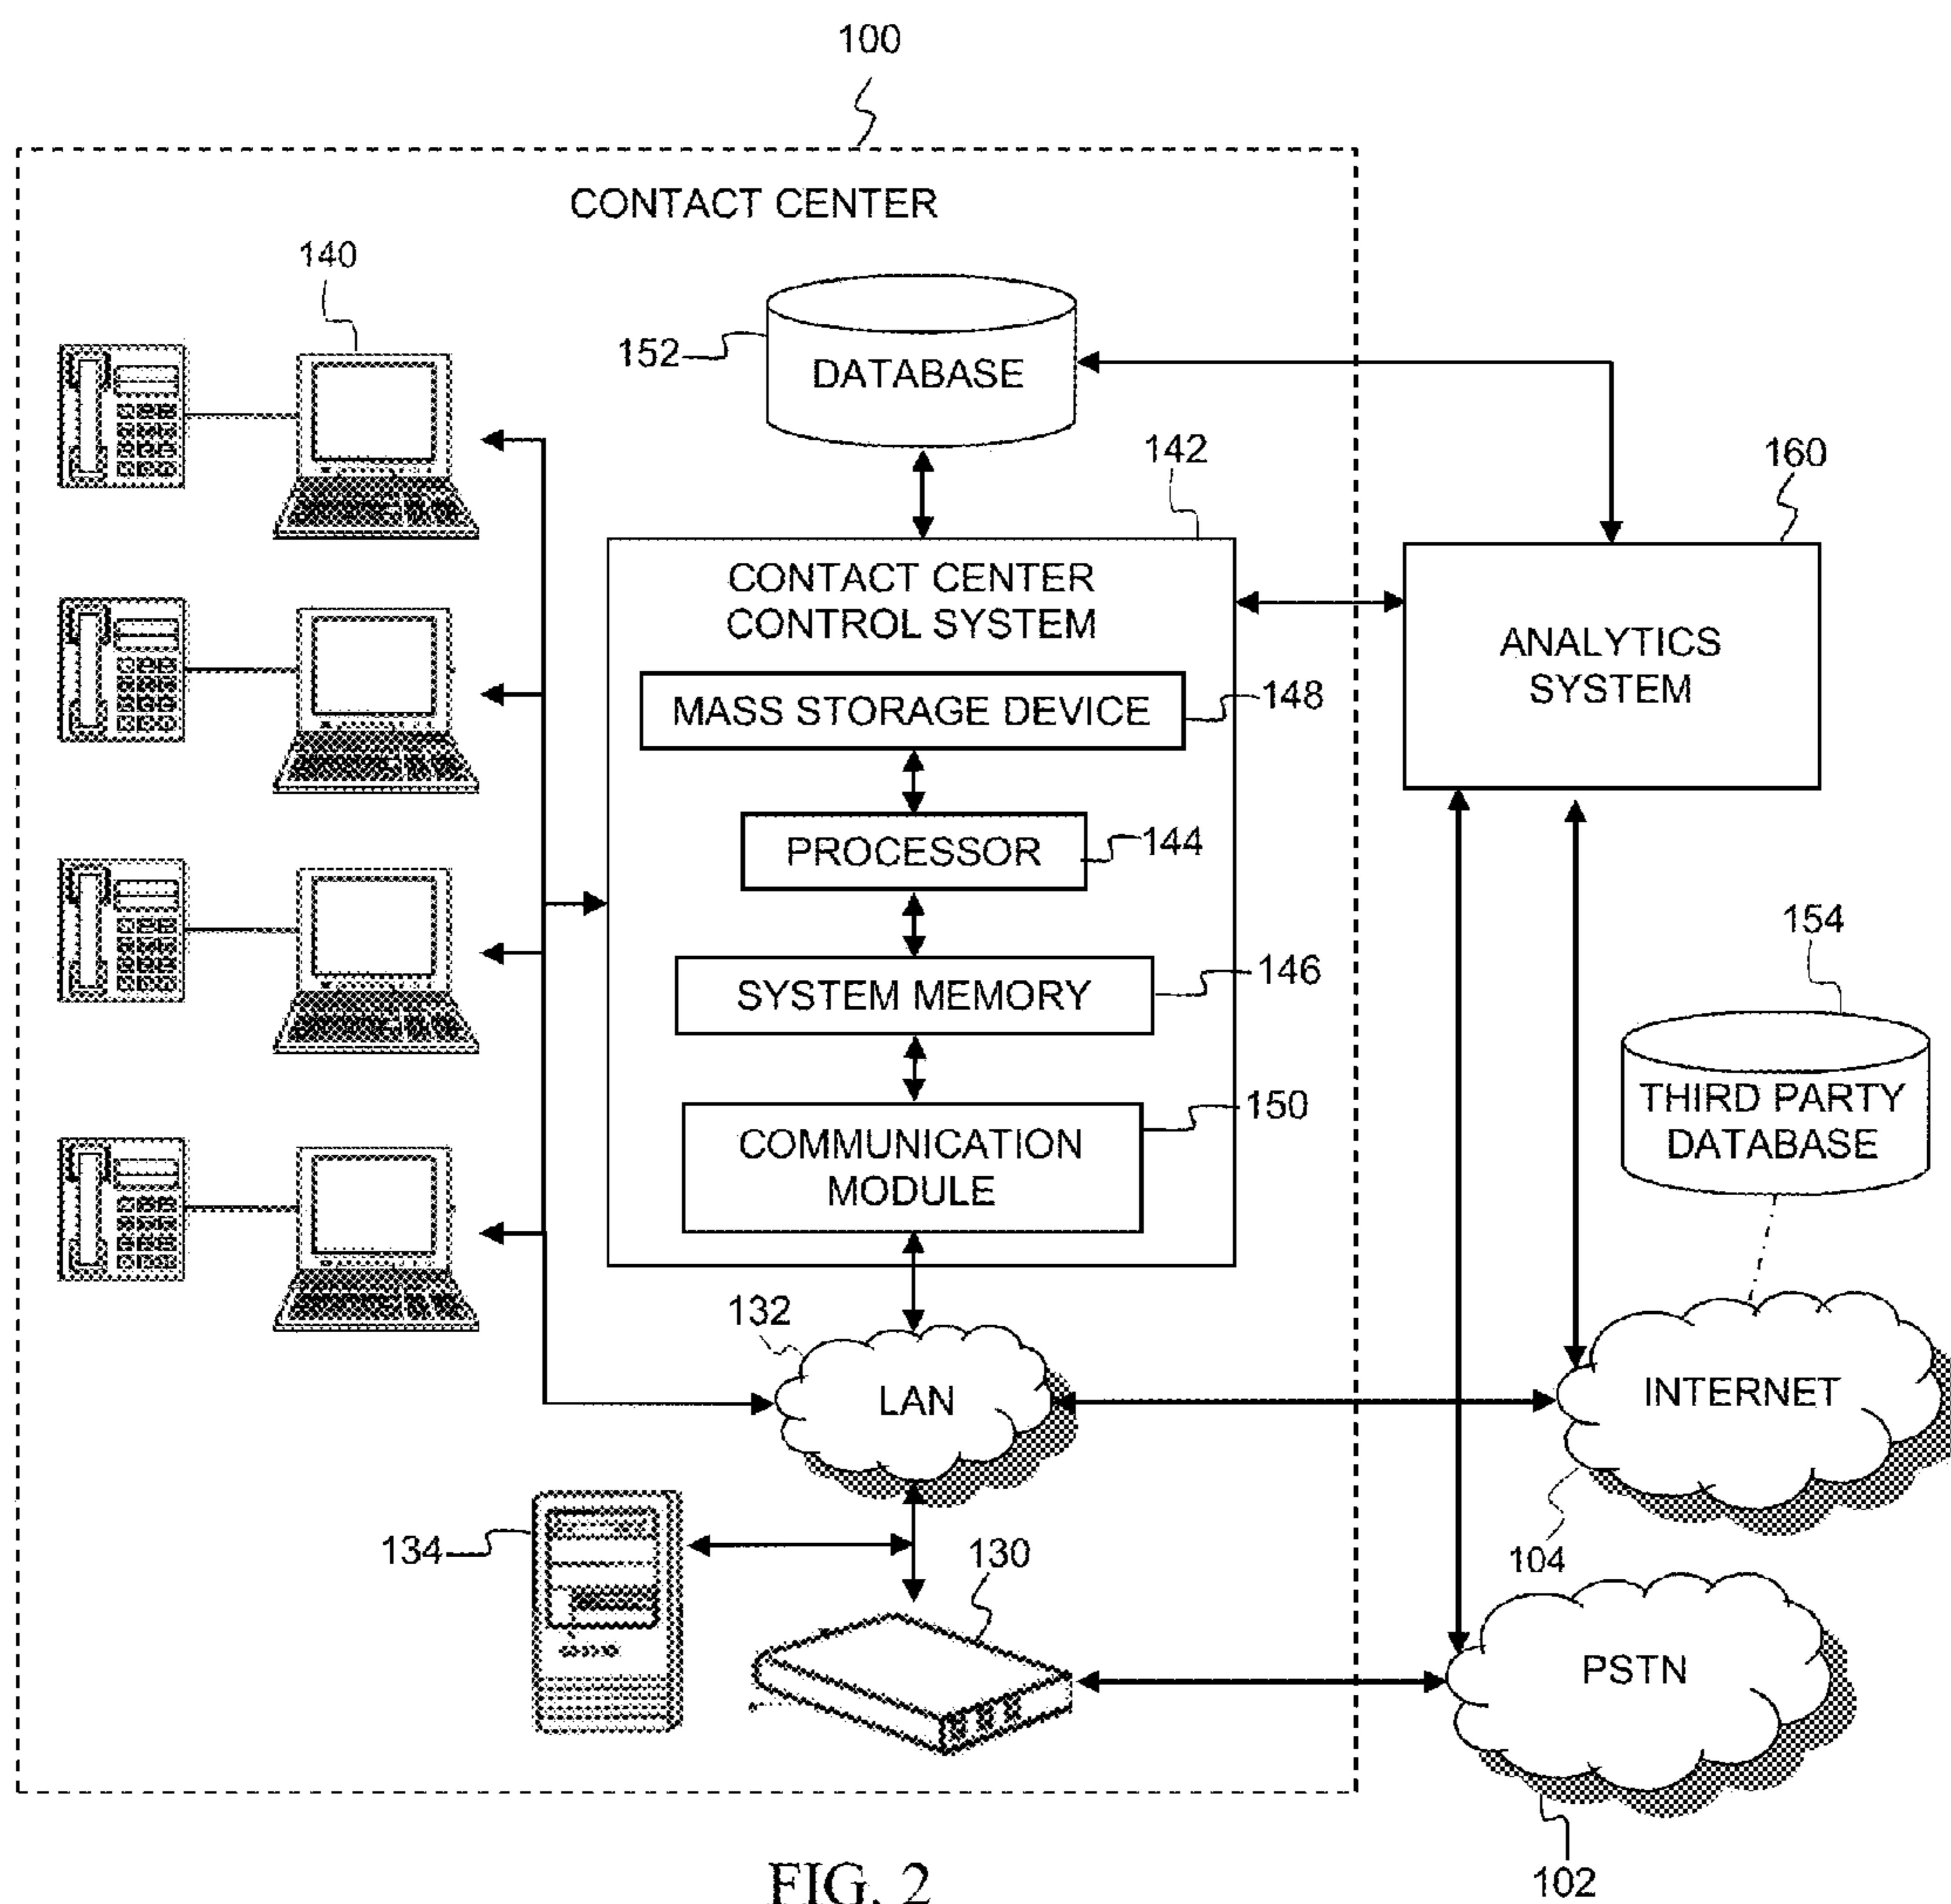 100
CONTACT CENTER
140
152
DATABASE
142
160
CONTACT CENTER
CONTROL SYSTEM
ANALYTICS
SYSTEM
MASS STORAGE DEVICE
148
PROCESSOR
144
154
SYSTEM MEMORY
146
THIRD PARTY
DATABASE
COMMUNICATION
MODULE
150
132
LAN
INTERNET
134
130
104
PSTN
102
FIG. 2